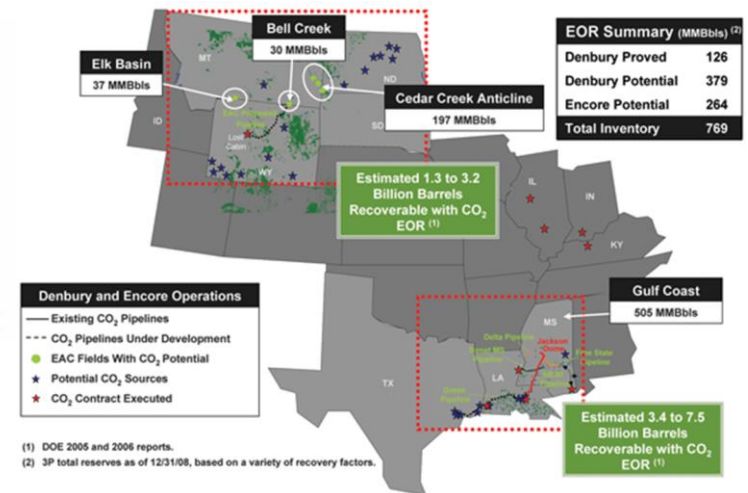 Bell Creek
30 MMBbls
Elk Basin
37 MMBbls
Cedar Creek Anticline
197 MMBbls
EOR Summary (MMBbls) (2)
Denbury Proved 126
Denbury Potential 379
Encore Potential 264
Total Inventory 769
MT
ND
ID
SD
Pipeline
Lost
Cabin
WY
Estimated 1.3 to 3.2
Billion Barrels
Recoverable with CO₂
EOR (1)
IL
IN
KY
Denbury and Encore Operations
Existing CO₂ Pipelines
CO₂ Pipelines Under Development
EAC Fields With CO₂ Potential
Potential CO₂ Sources
CO₂ Contract Executed
Gulf Coast
505 MMBbls
MS
Delta Pipeline
Jackson
Dome
Free State
Pipeline
Pipeline
LA
Pipeline
TX
Green
Pipeline
Estimated 3.4 to 7.5
Billion Barrels
Recoverable with CO₂
EOR (1)
(1) DOE 2005 and 2006 reports.
(2) 3P total reserves as of 12/31/08, based on a variety of recovery factors.